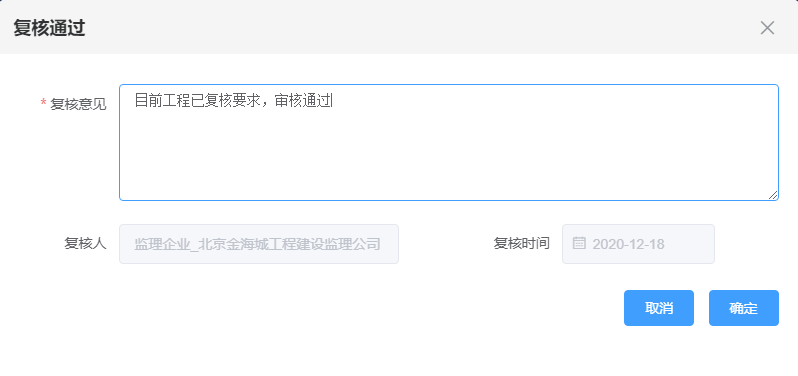 复核通过
* 复核意见
目前工程已复核要求，审核通过
复核人
监理企业_北京金海城工程建设监理公司
复核时间
2020-12-18
取消
确定